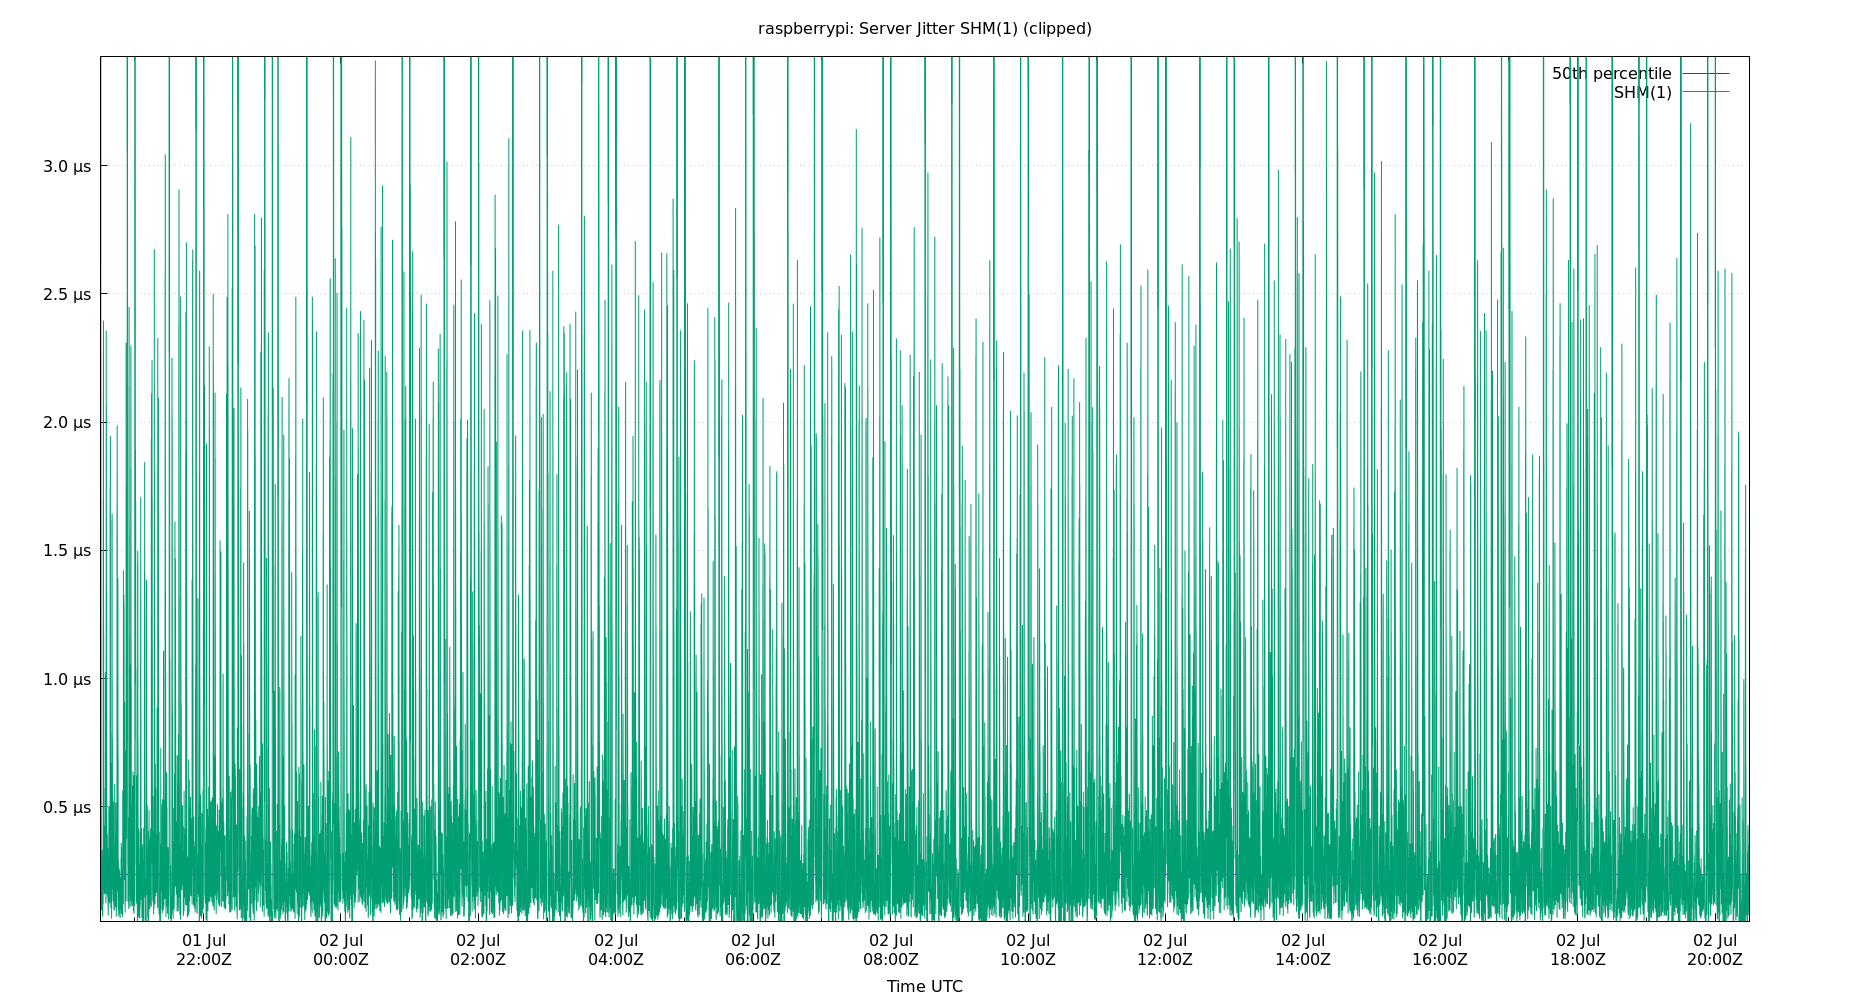 raspberrypi: Server Jitter SHM(1) (clipped)
50th percentile
SHM(1)
3.0 µs
2.5 µs
2.0 µs
1.5 µs
1.0 µs
0.5 µs
01 Jul 02 Jul 02 Jul 02 Jul 02 Jul 02 Jul 02 Jul 02 Jul 02 Jul 02 Jul 02 Jul 02 Jul
22:00Z 00:00Z 02:00Z 04:00Z 06:00Z 08:00Z 10:00Z 12:00Z 14:00Z 16:00Z 18:00Z 20:00Z
Time UTC